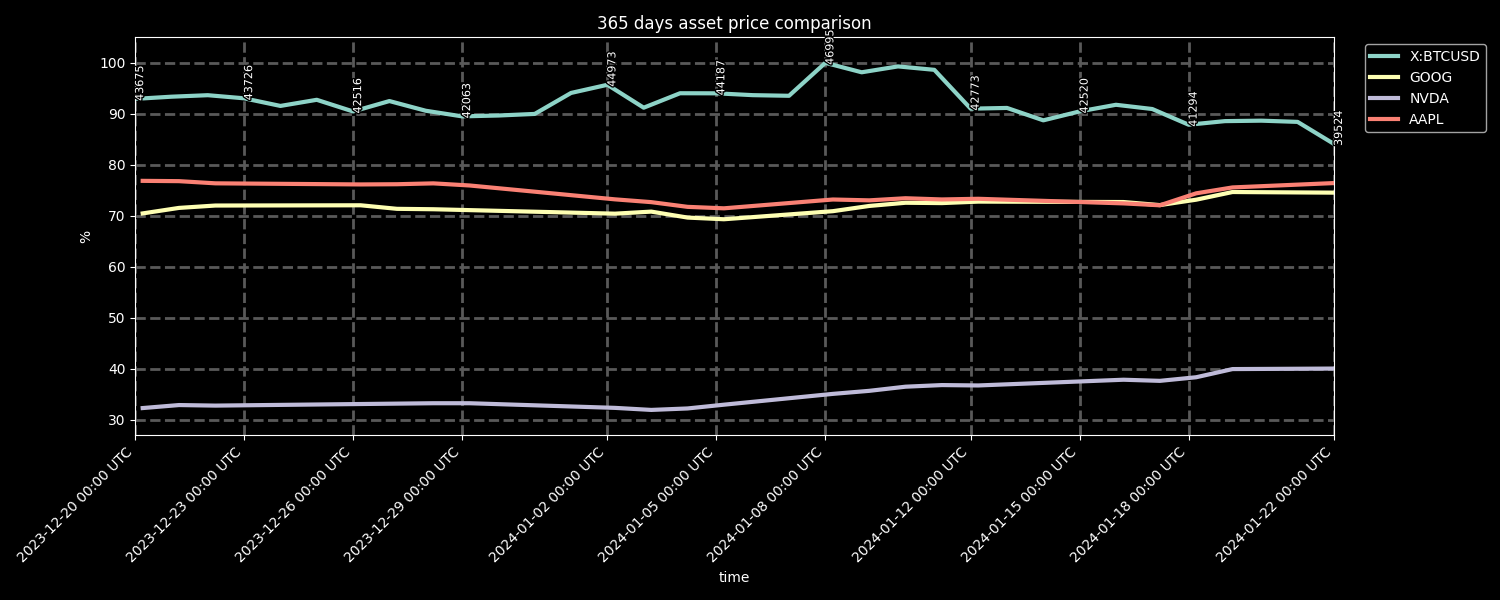 365 days asset price comparison
X:BTCUSD
GOOG
NVDA
AAPL
43675
43726
42516
42063
44973
44187
46995
42773
42520
41294
39524
100
90
80
70
60
50
40
30
%
2023-12-20 00:00 UTC
2023-12-23 00:00 UTC
2023-12-26 00:00 UTC
2023-12-29 00:00 UTC
2024-01-02 00:00 UTC
2024-01-05 00:00 UTC
2024-01-08 00:00 UTC
2024-01-12 00:00 UTC
2024-01-15 00:00 UTC
2024-01-18 00:00 UTC
2024-01-22 00:00 UTC
time